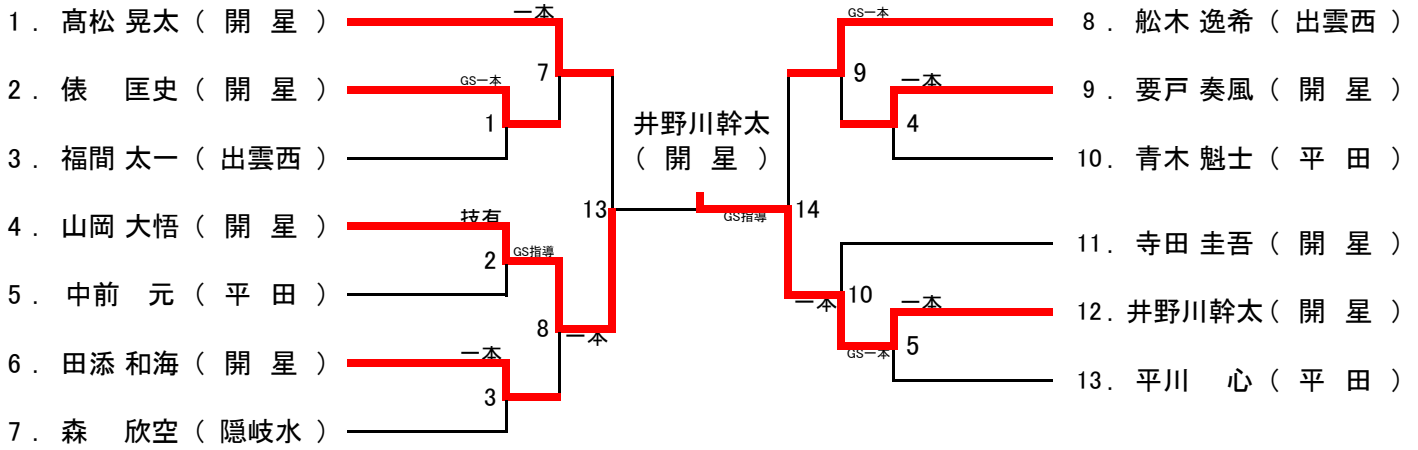 1. 髙松 晃太 ( 開 星 )
2. 俵 匡史 ( 開 星 )
3. 福間 太一 ( 出雲西 )
4. 山岡 大悟 ( 開 星 )
5. 中前 元 ( 平 田 )
6. 田添 和海 ( 開 星 )
7. 森 欣空 ( 隠岐水 )
一本
7
GS一本
1
技有
2
GS指導
8
一本
一本
3
13
井野川幹太
( 開 星 )
GS指導
14
GS一本
9
一本
4
10
一本
一本
5
GS一本
8. 舩木 逸希 ( 出雲西 )
9. 要戸 奏風 ( 開 星 )
10. 青木 魁士 ( 平 田 )
11. 寺田 圭吾 ( 開 星 )
12. 井野川幹太 ( 開 星 )
13. 平川 心 ( 平 田 )